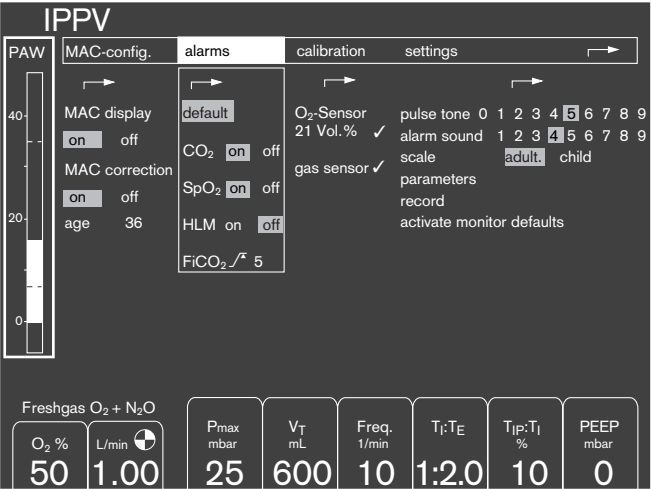 IPPV
PAW MAC-config. alarms calibration settings
MAC display
on off
MAC correction
on off
age 36
default
CO₂ on off
SpO₂ on off
HLM on off
FiCO₂ 5
O₂-Sensor
21 Vol.% ✓
gas sensor ✓
pulse tone 0 1 2 3 4 5 6 7 8 9
alarm sound 1 2 3 4 5 6 7 8 9
scale adult. child
parameters
record
activate monitor defaults
40
20
0
Freshgas O₂ + N₂O
O₂ %
50
L/min
1.00
Pmax
mbar
25
VT
mL
600
Freq.
1/min
10
TI:TE
1:2.0
TIP:TI
%
10
PEEP
mbar
0